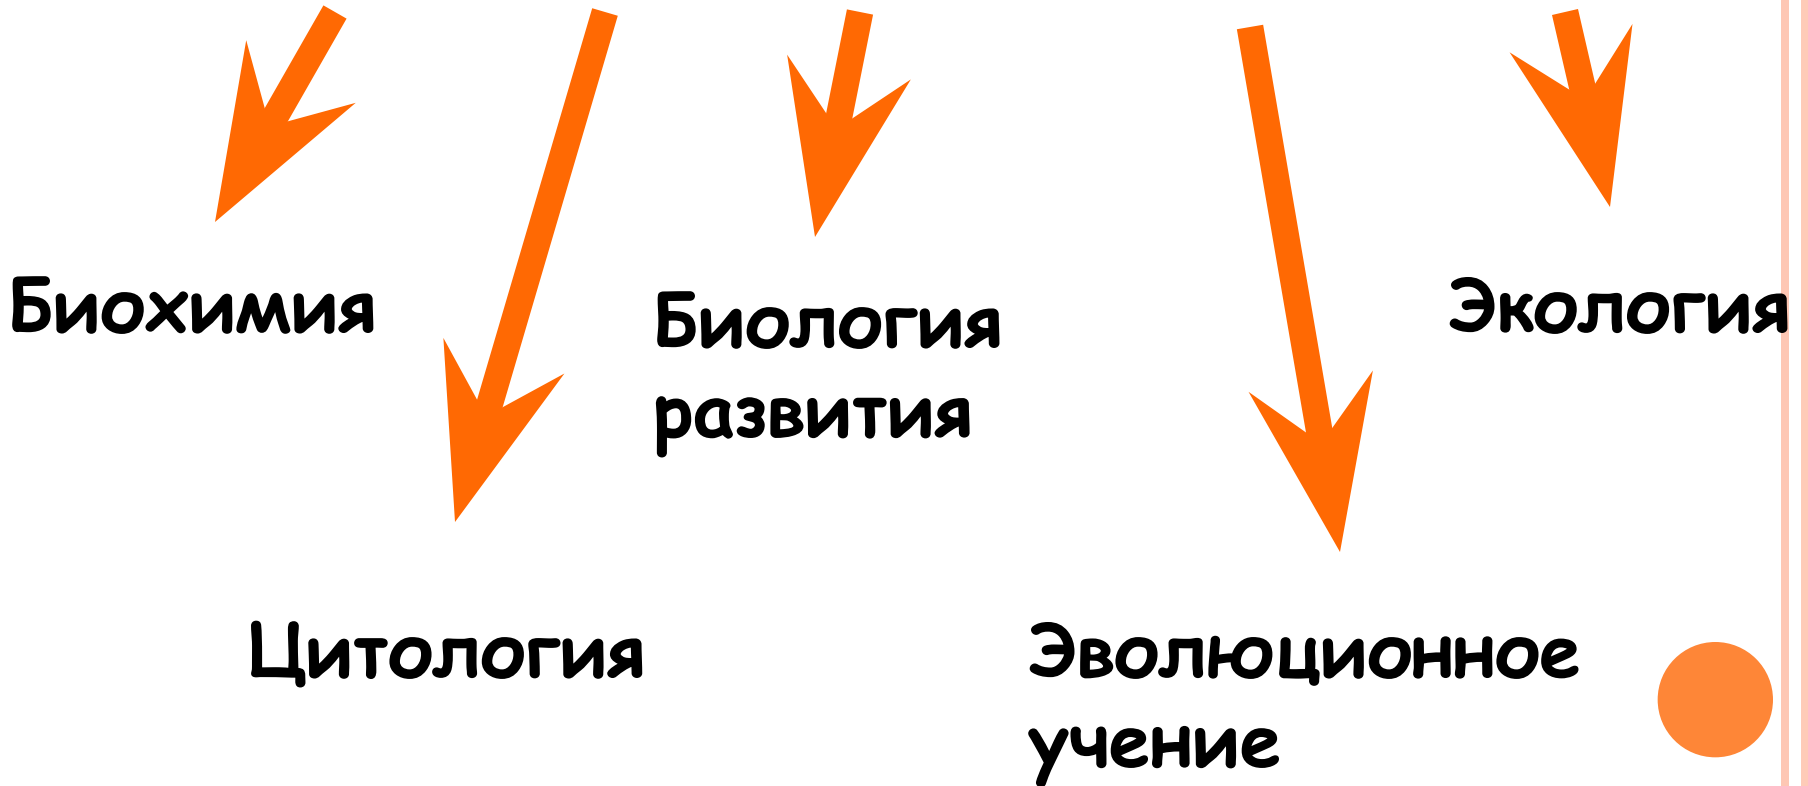 Биохимия
Биология
развития
Экология
Цитология
Эволюционное
учение